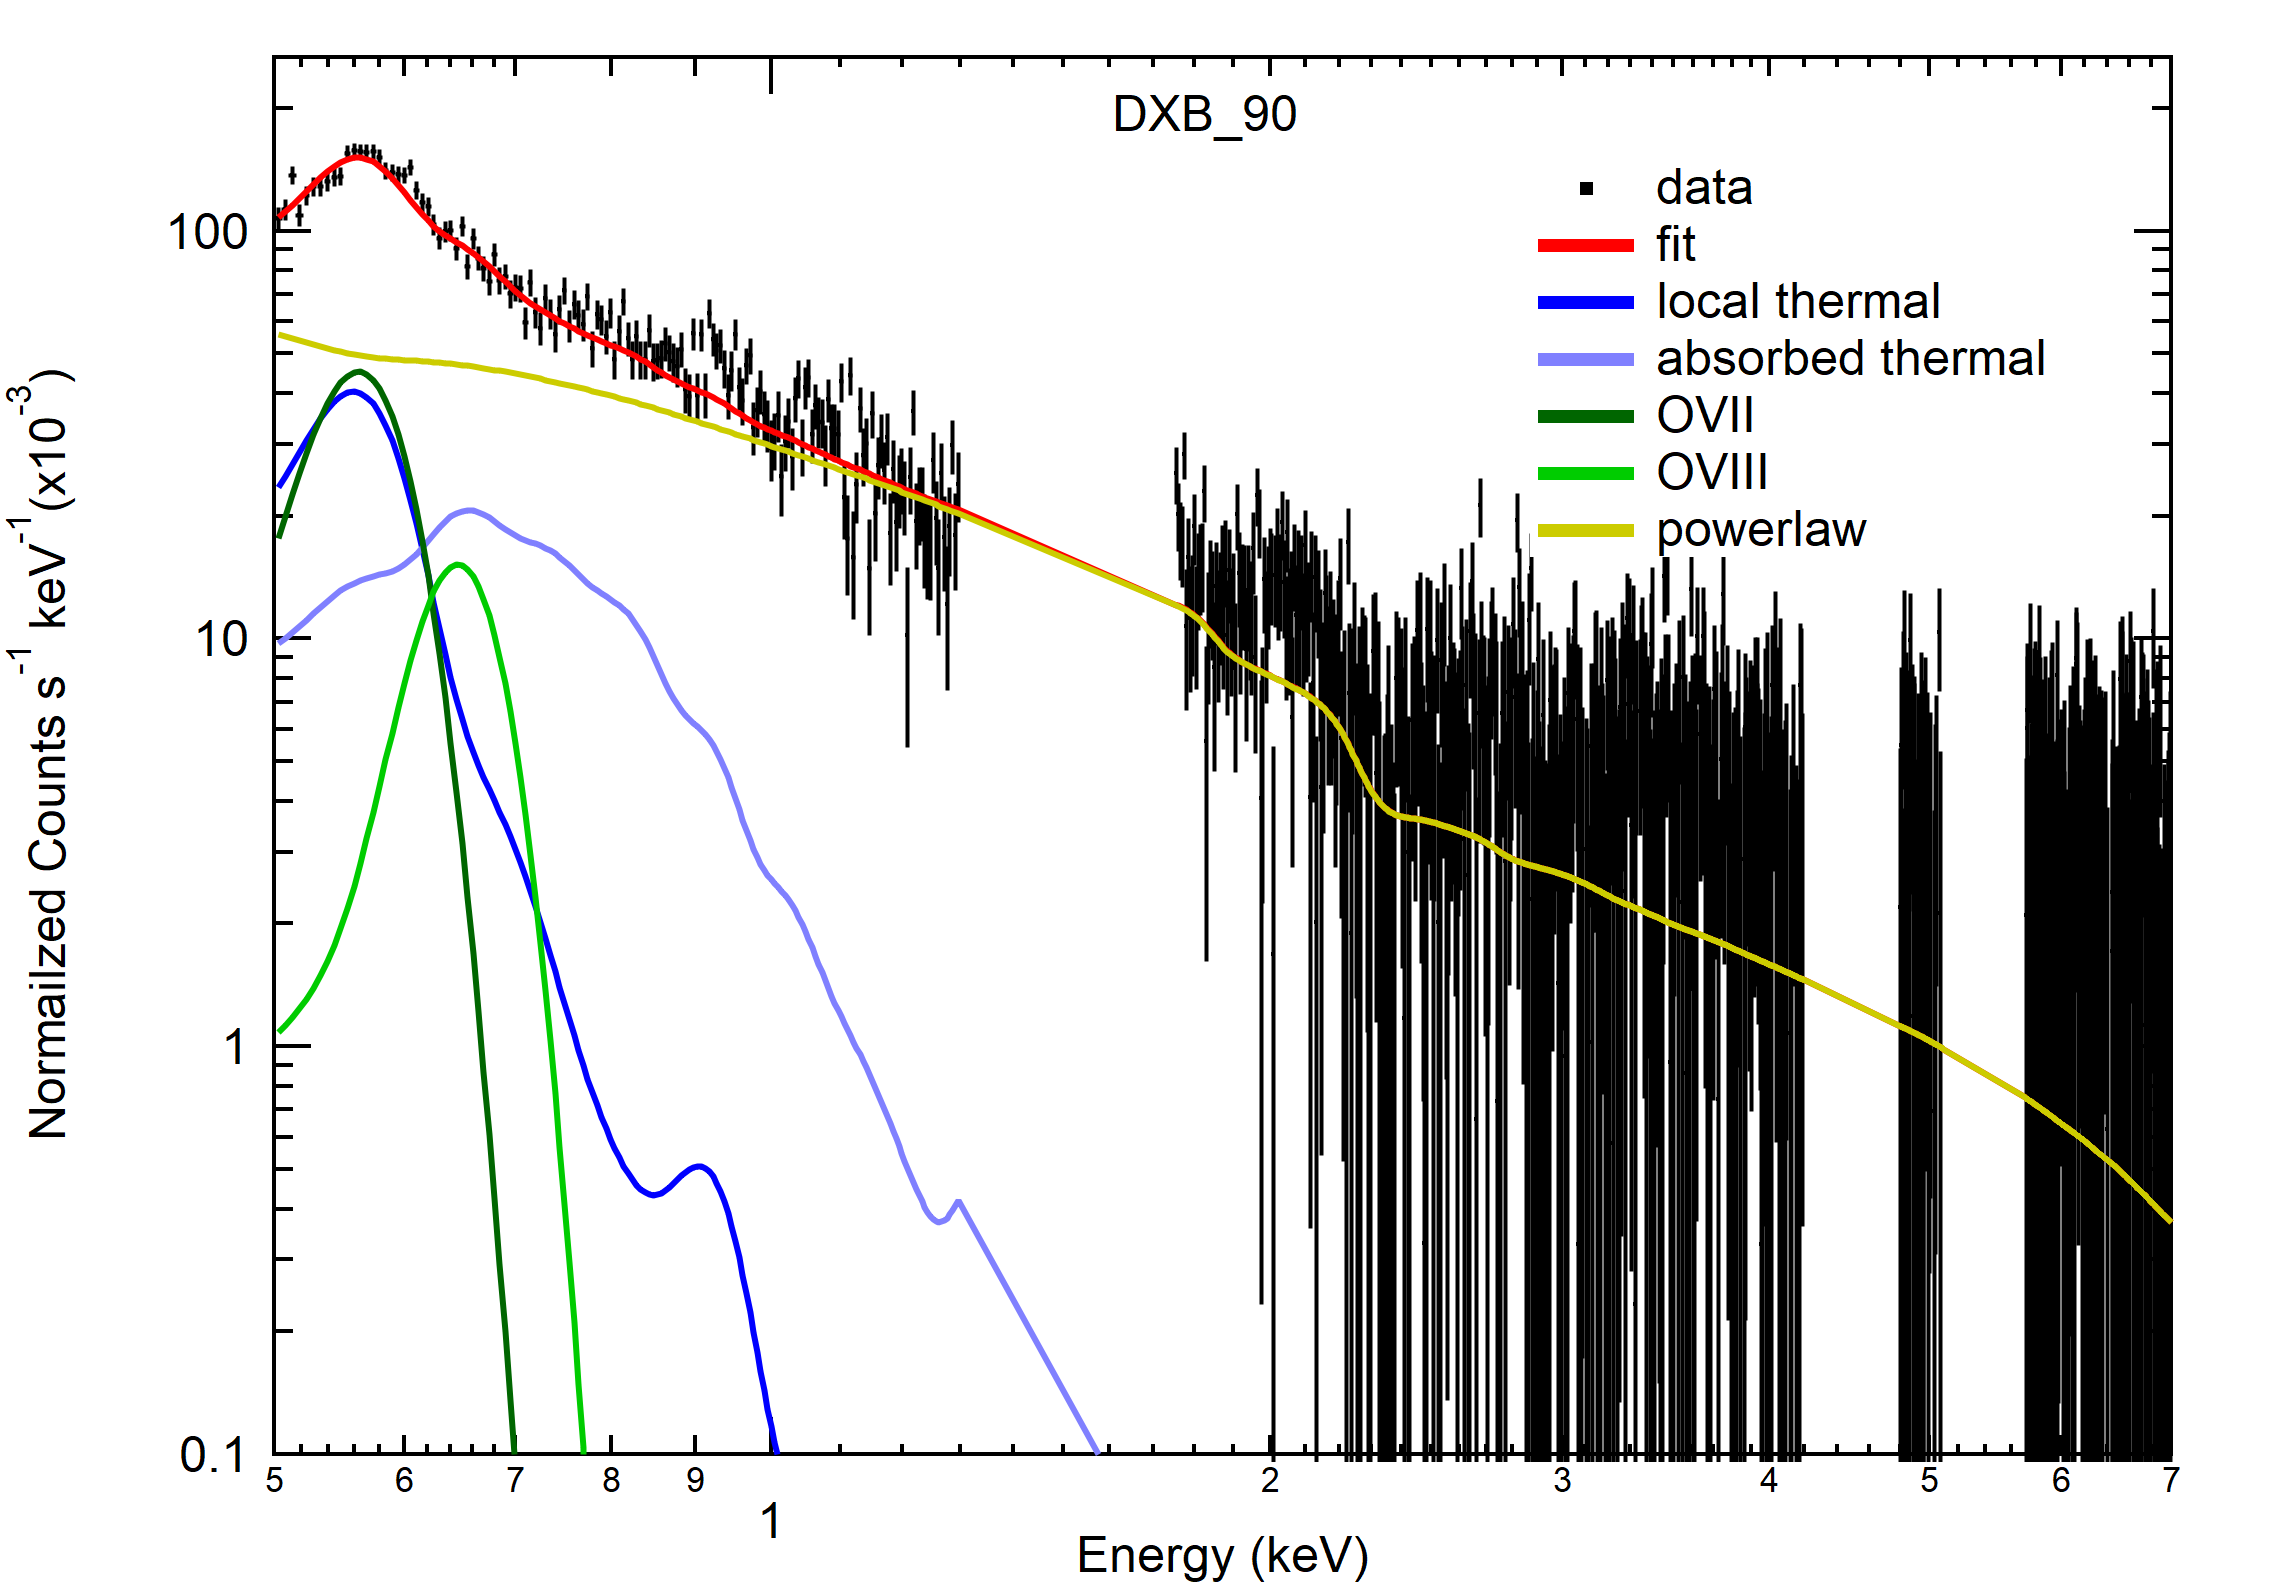 DXB_90
data
fit
local thermal
absorbed thermal
OVII
OVIII
powerlaw
Normailzed Counts s⁻¹ keV⁻¹ (x10⁻³)
100
10
1
0.1
5 6 7 8 9 2 3 4 5 6 7
1
Energy (keV)